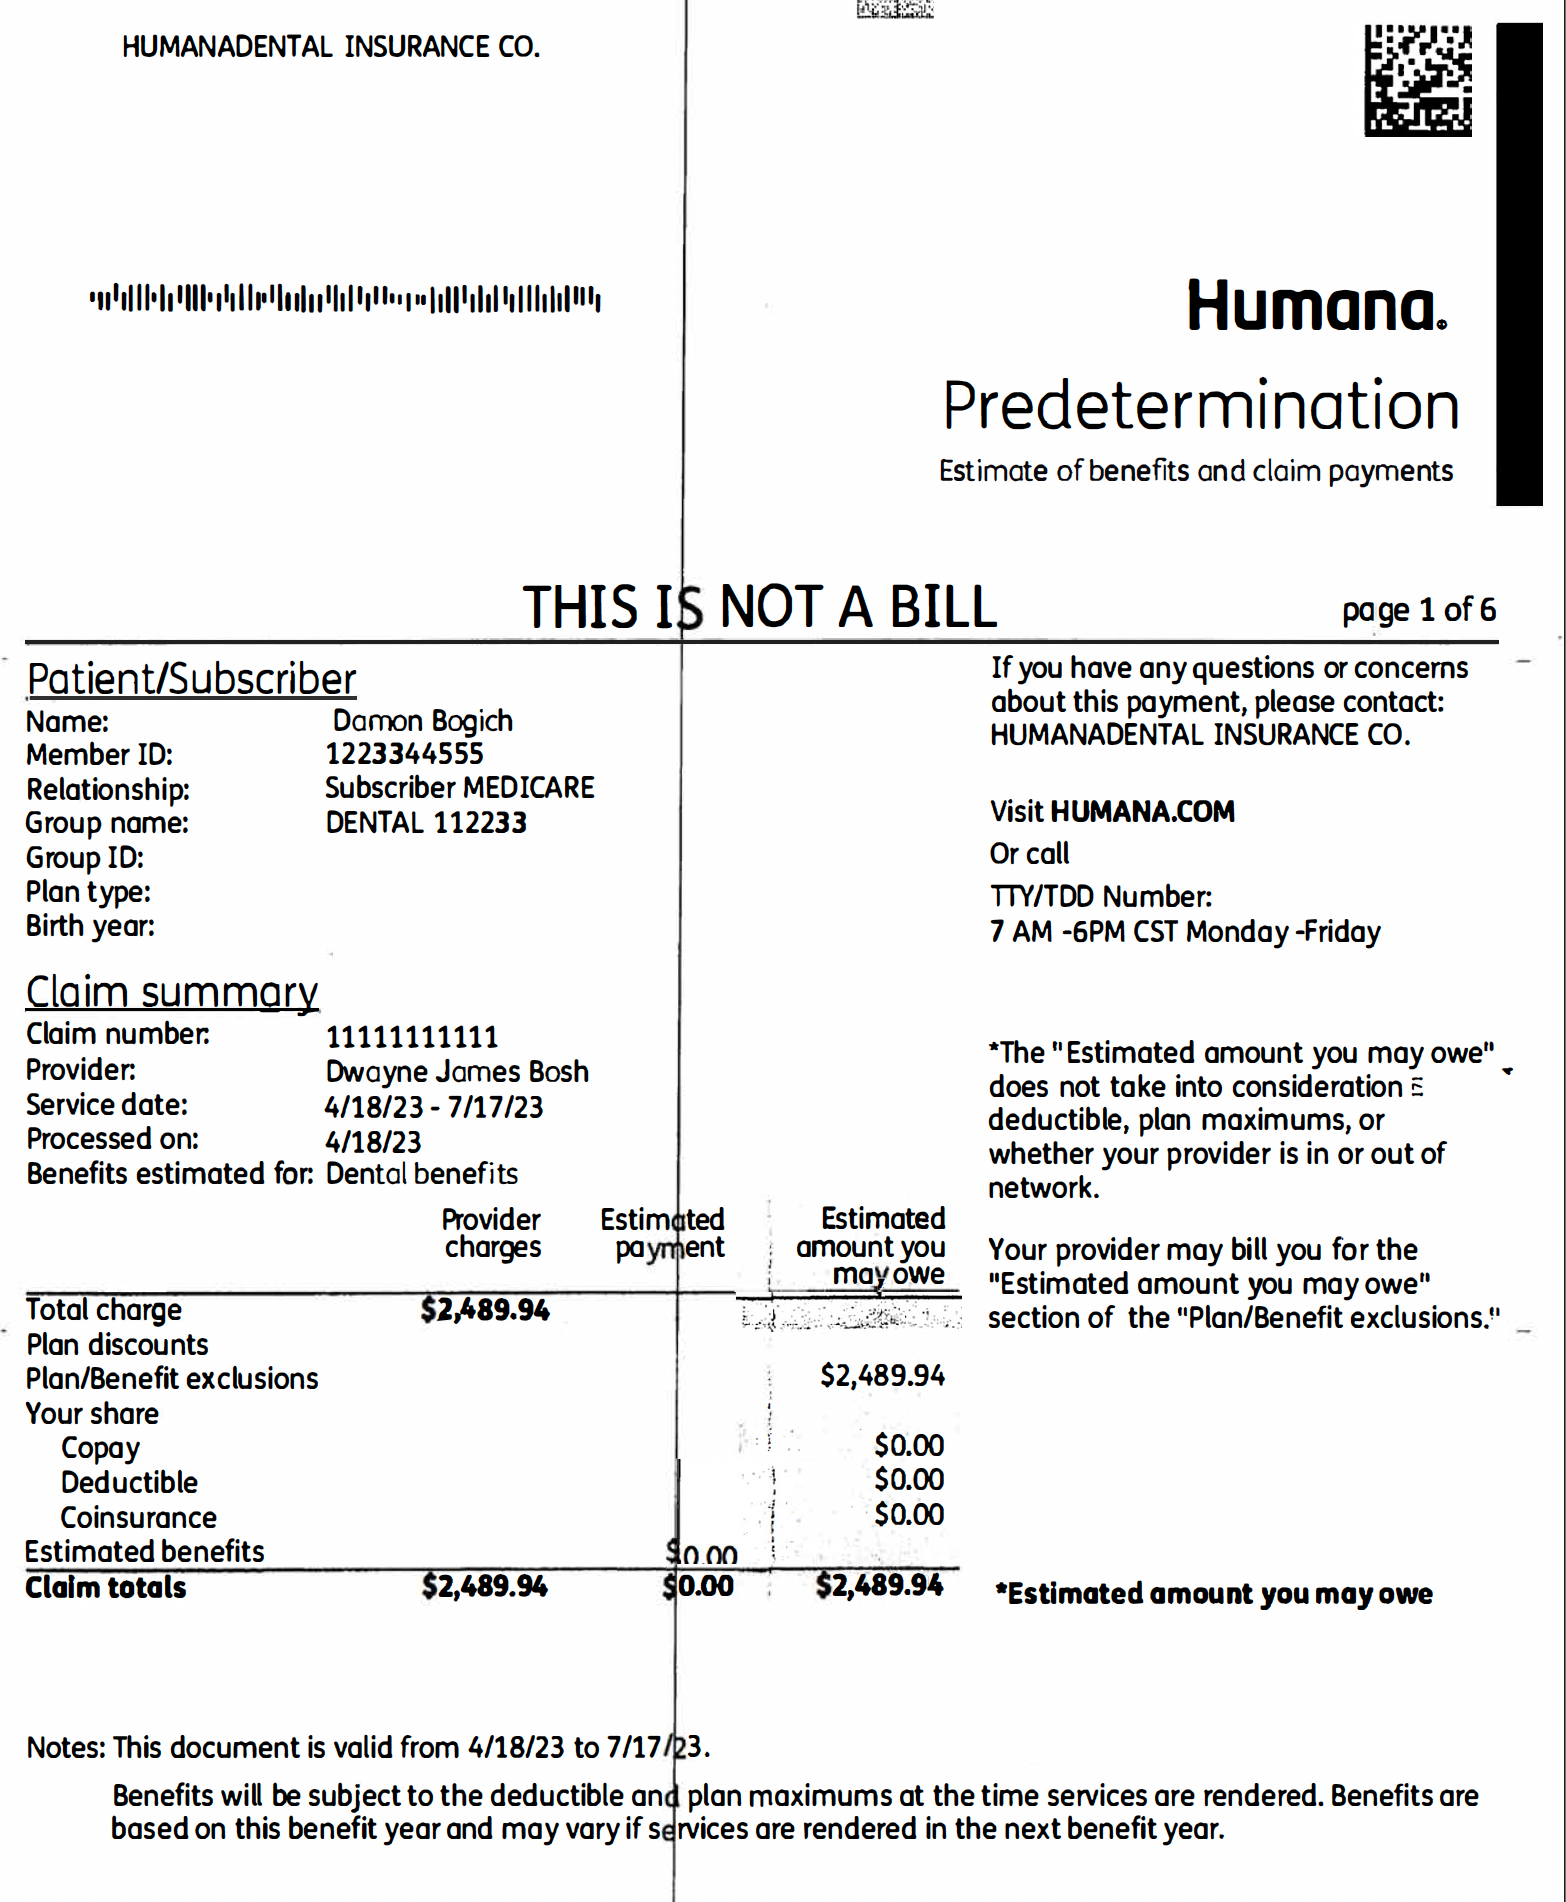 HUMANADENTAL INSURANCE CO.
Humana.
Predetermination
Estimate of benefits and claim payments
THIS IS NOT A BILL
page 1 of 6
Patient/Subscriber
Name: Damon Bogich
Member ID: 1223344555
Relationship: Subscriber MEDICARE
Group name: DENTAL 112233
Group ID:
Plan type:
Birth year:
If you have any questions or concerns
about this payment, please contact:
HUMANADENTAL INSURANCE CO.
Visit HUMANA.COM
Or call
TTY/TDD Number:
7 AM -6PM CST Monday -Friday
Claim summary
Claim number: 11111111111
Provider: Dwayne James Bosh
Service date: 4/18/23 - 7/17/23
Processed on: 4/18/23
Benefits estimated for: Dental benefits
*The "Estimated amount you may owe"
does not take into consideration
deductible, plan maximums, or
whether your provider is in or out of
network.
Your provider may bill you for the
"Estimated amount you may owe"
section of the "Plan/Benefit exclusions."
Provider charges
Estimated payment
Estimated amount you may owe
Total charge $2,489.94
Plan discounts
Plan/Benefit exclusions $2,489.94
Your share
Copay $0.00
Deductible $0.00
Coinsurance $0.00
Estimated benefits $0.00
Claim totals $2,489.94 $0.00 $2,489.94 *Estimated amount you may owe
Notes: This document is valid from 4/18/23 to 7/17/23.
Benefits will be subject to the deductible and plan maximums at the time services are rendered. Benefits are
based on this benefit year and may vary if services are rendered in the next benefit year.